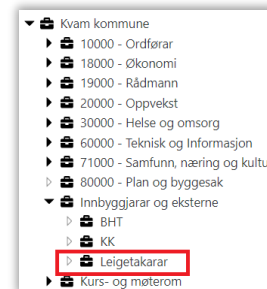 Kvam kommune
10000 - Ordførar
18000 - Økonomi
19000 - Rådmann
20000 - Oppvekst
30000 - Helse og omsorg
60000 - Teknisk og Informasjon
71000 - Samfunn, næring og kultu
80000 - Plan og byggesak
Innbyggjarar og eksterne
BHT
KK
Leigetakarar
Kurs- og møterom